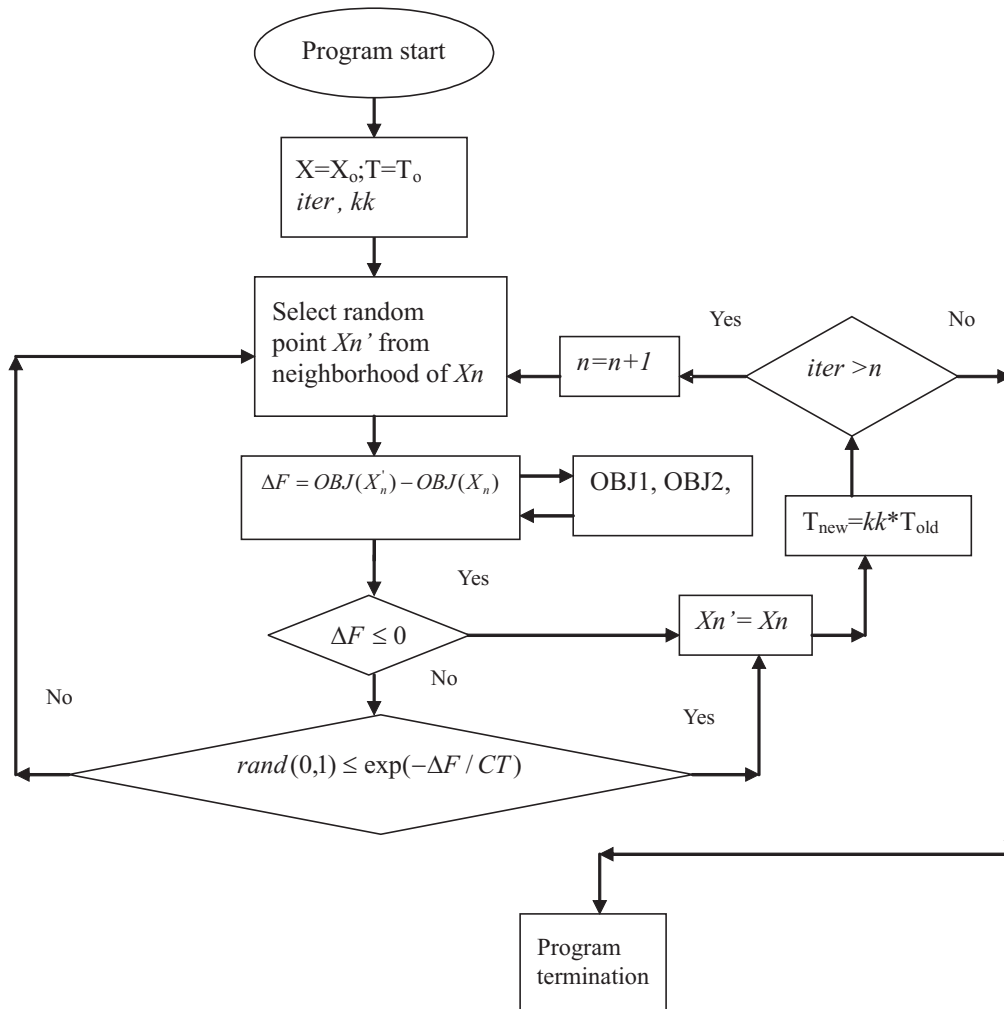 Program start
X=Xₒ;T=Tₒ
iter , kk
Select random
point Xn’ from
neighborhood of Xn
Yes
No
n=n+1
iter >n
ΔF = OBJ(Xₙ') − OBJ(Xₙ)
OBJ1, OBJ2,
Tnew=kk*Told
Yes
ΔF ≤ 0
Xn’= Xn
No
No
Yes
rand(0,1) ≤ exp(−ΔF / CT)
Program
termination